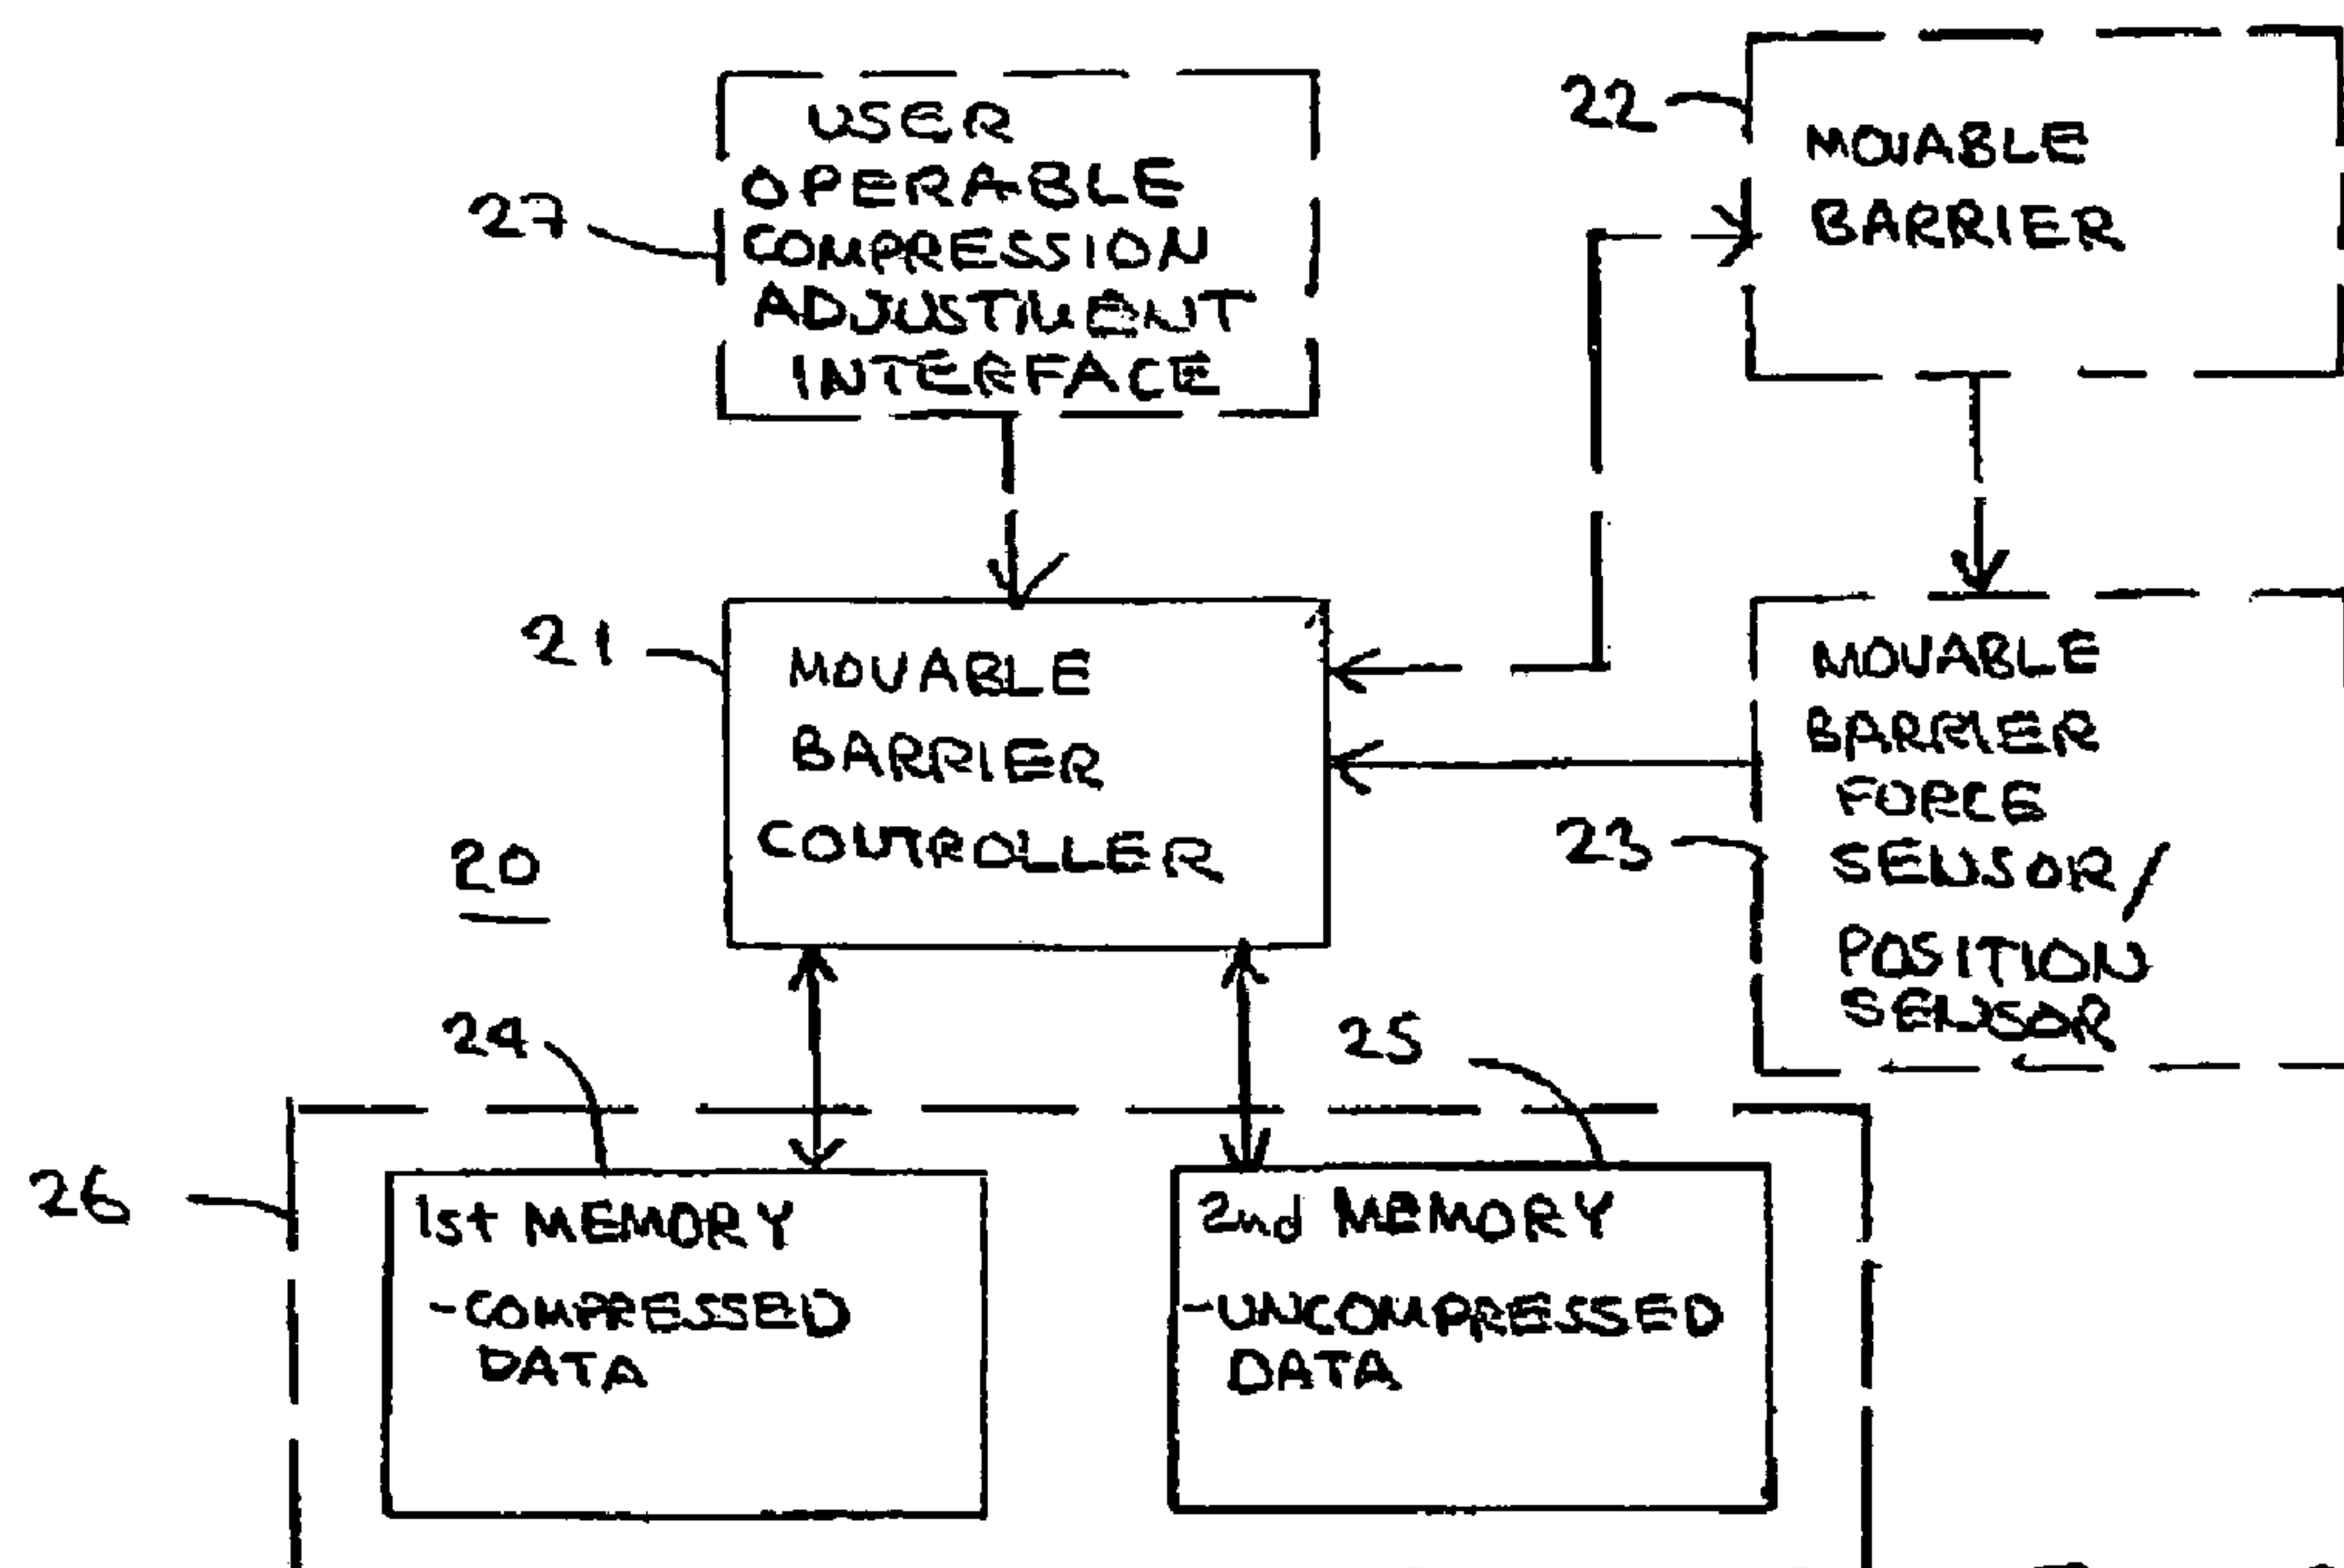 USER
OPERABLE
COMPRESSION
ADJUSTMENT
INTERFACE
27
22
MOVABLE
BARRIER
21
MOVABLE
BARRIER
CONTROLLER
20
23
MOVABLE
BARRIER
FORCE
SENSOR/
POSITION
SENSOR
24
25
26
1st MEMORY
-COMPRESSED
DATA
2nd MEMORY
-UNCOMPRESSED
DATA